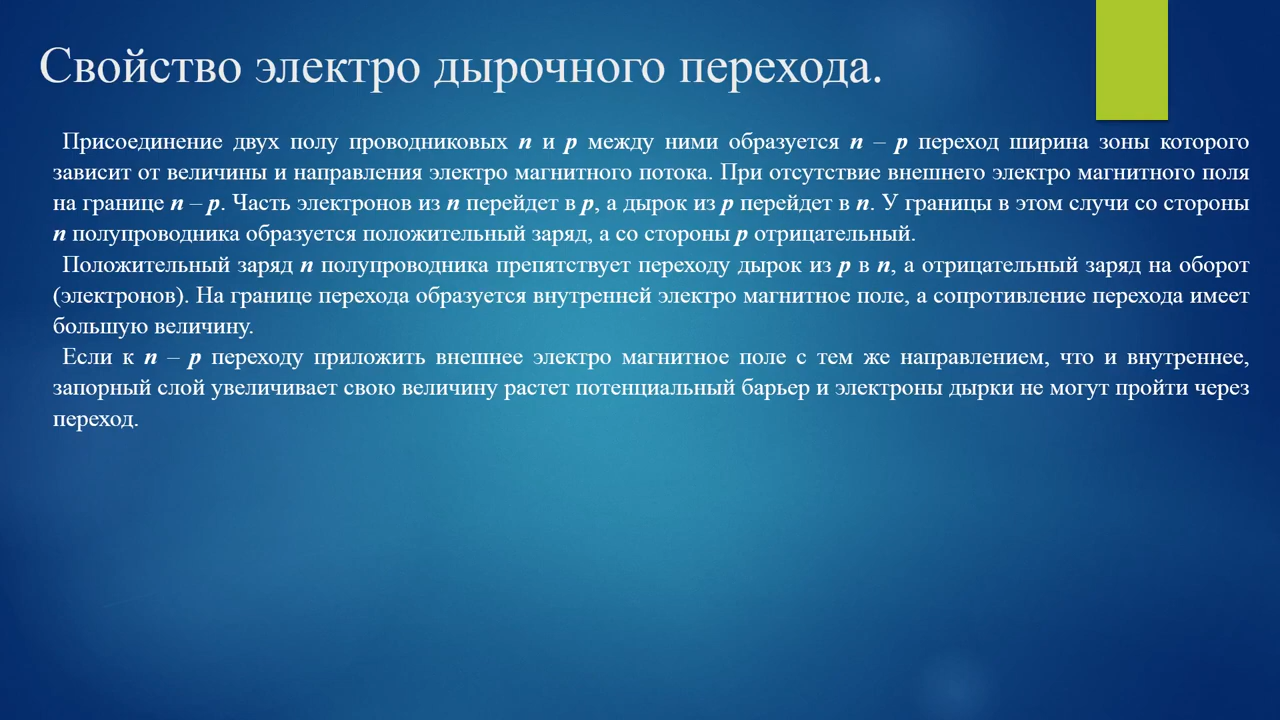 Свойство электро дырочного перехода.
Присоединение двух полу проводниковых n и p между ними образуется n – p переход ширина зоны которого
зависит от величины и направления электро магнитного потока. При отсутствие внешнего электро магнитного поля
на границе n – p. Часть электронов из n перейдет в p, а дырок из p перейдет в n. У границы в этом случи со стороны
n полупроводника образуется положительный заряд, а со стороны p отрицательный.
Положительный заряд n полупроводника препятствует переходу дырок из p в n, а отрицательный заряд на оборот
(электронов). На границе перехода образуется внутренней электро магнитное поле, а сопротивление перехода имеет
большую величину.
Если к n – p переходу приложить внешнее электро магнитное поле с тем же направлением, что и внутреннее,
запорный слой увеличивает свою величину растет потенциальный барьер и электроны дырки не могут пройти через
переход.